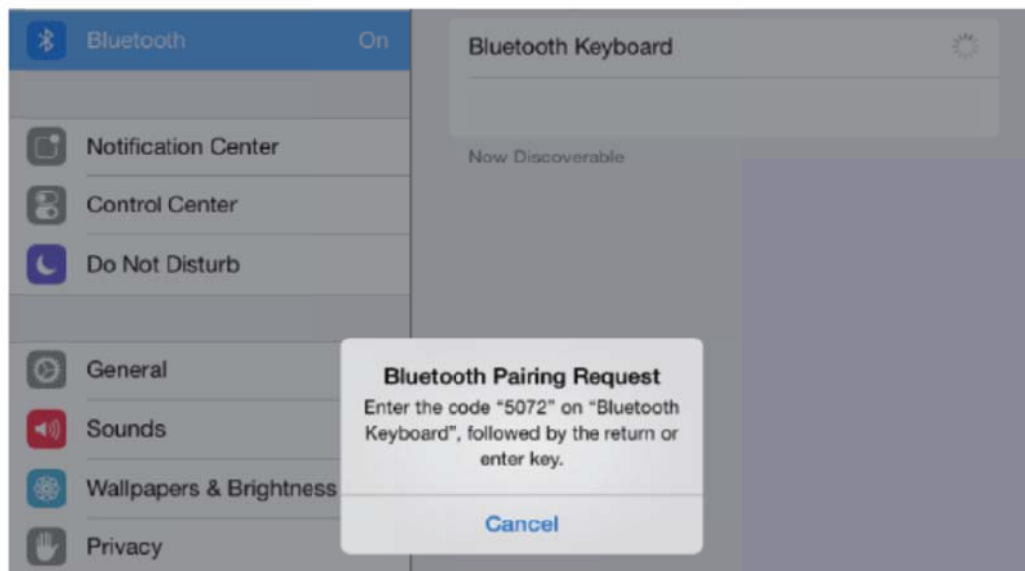 Bluetooth On
Notification Center
Control Center
Do Not Disturb
General
Sounds
Wallpapers & Brightness
Privacy
Bluetooth Keyboard
Now Discoverable
Bluetooth Pairing Request
Enter the code "5072" on "Bluetooth
Keyboard", followed by the return or
enter key.
Cancel